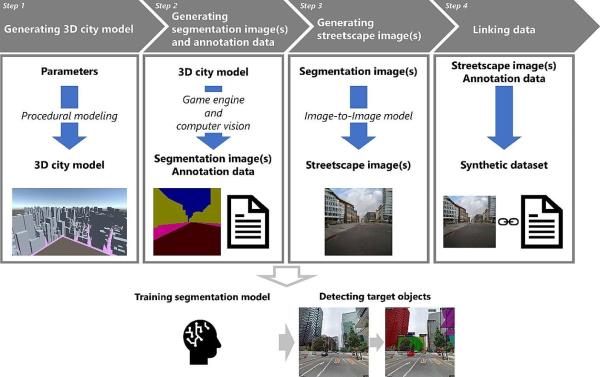 Step 1
Generating 3D city model
Step 2
Generating
segmentation image(s)
and annotation data
Step 3
Generating
streetscape image(s)
Step 4
Linking data
Parameters
Procedural modeling
3D city model
3D city model
Game engine
and
computer vision
Segmentation image(s)
Annotation data
Segmentation image(s)
Image-to-Image model
Streetscape image(s)
Streetscape image(s)
Annotation data
Synthetic dataset
Training segmentation model
Detecting target objects